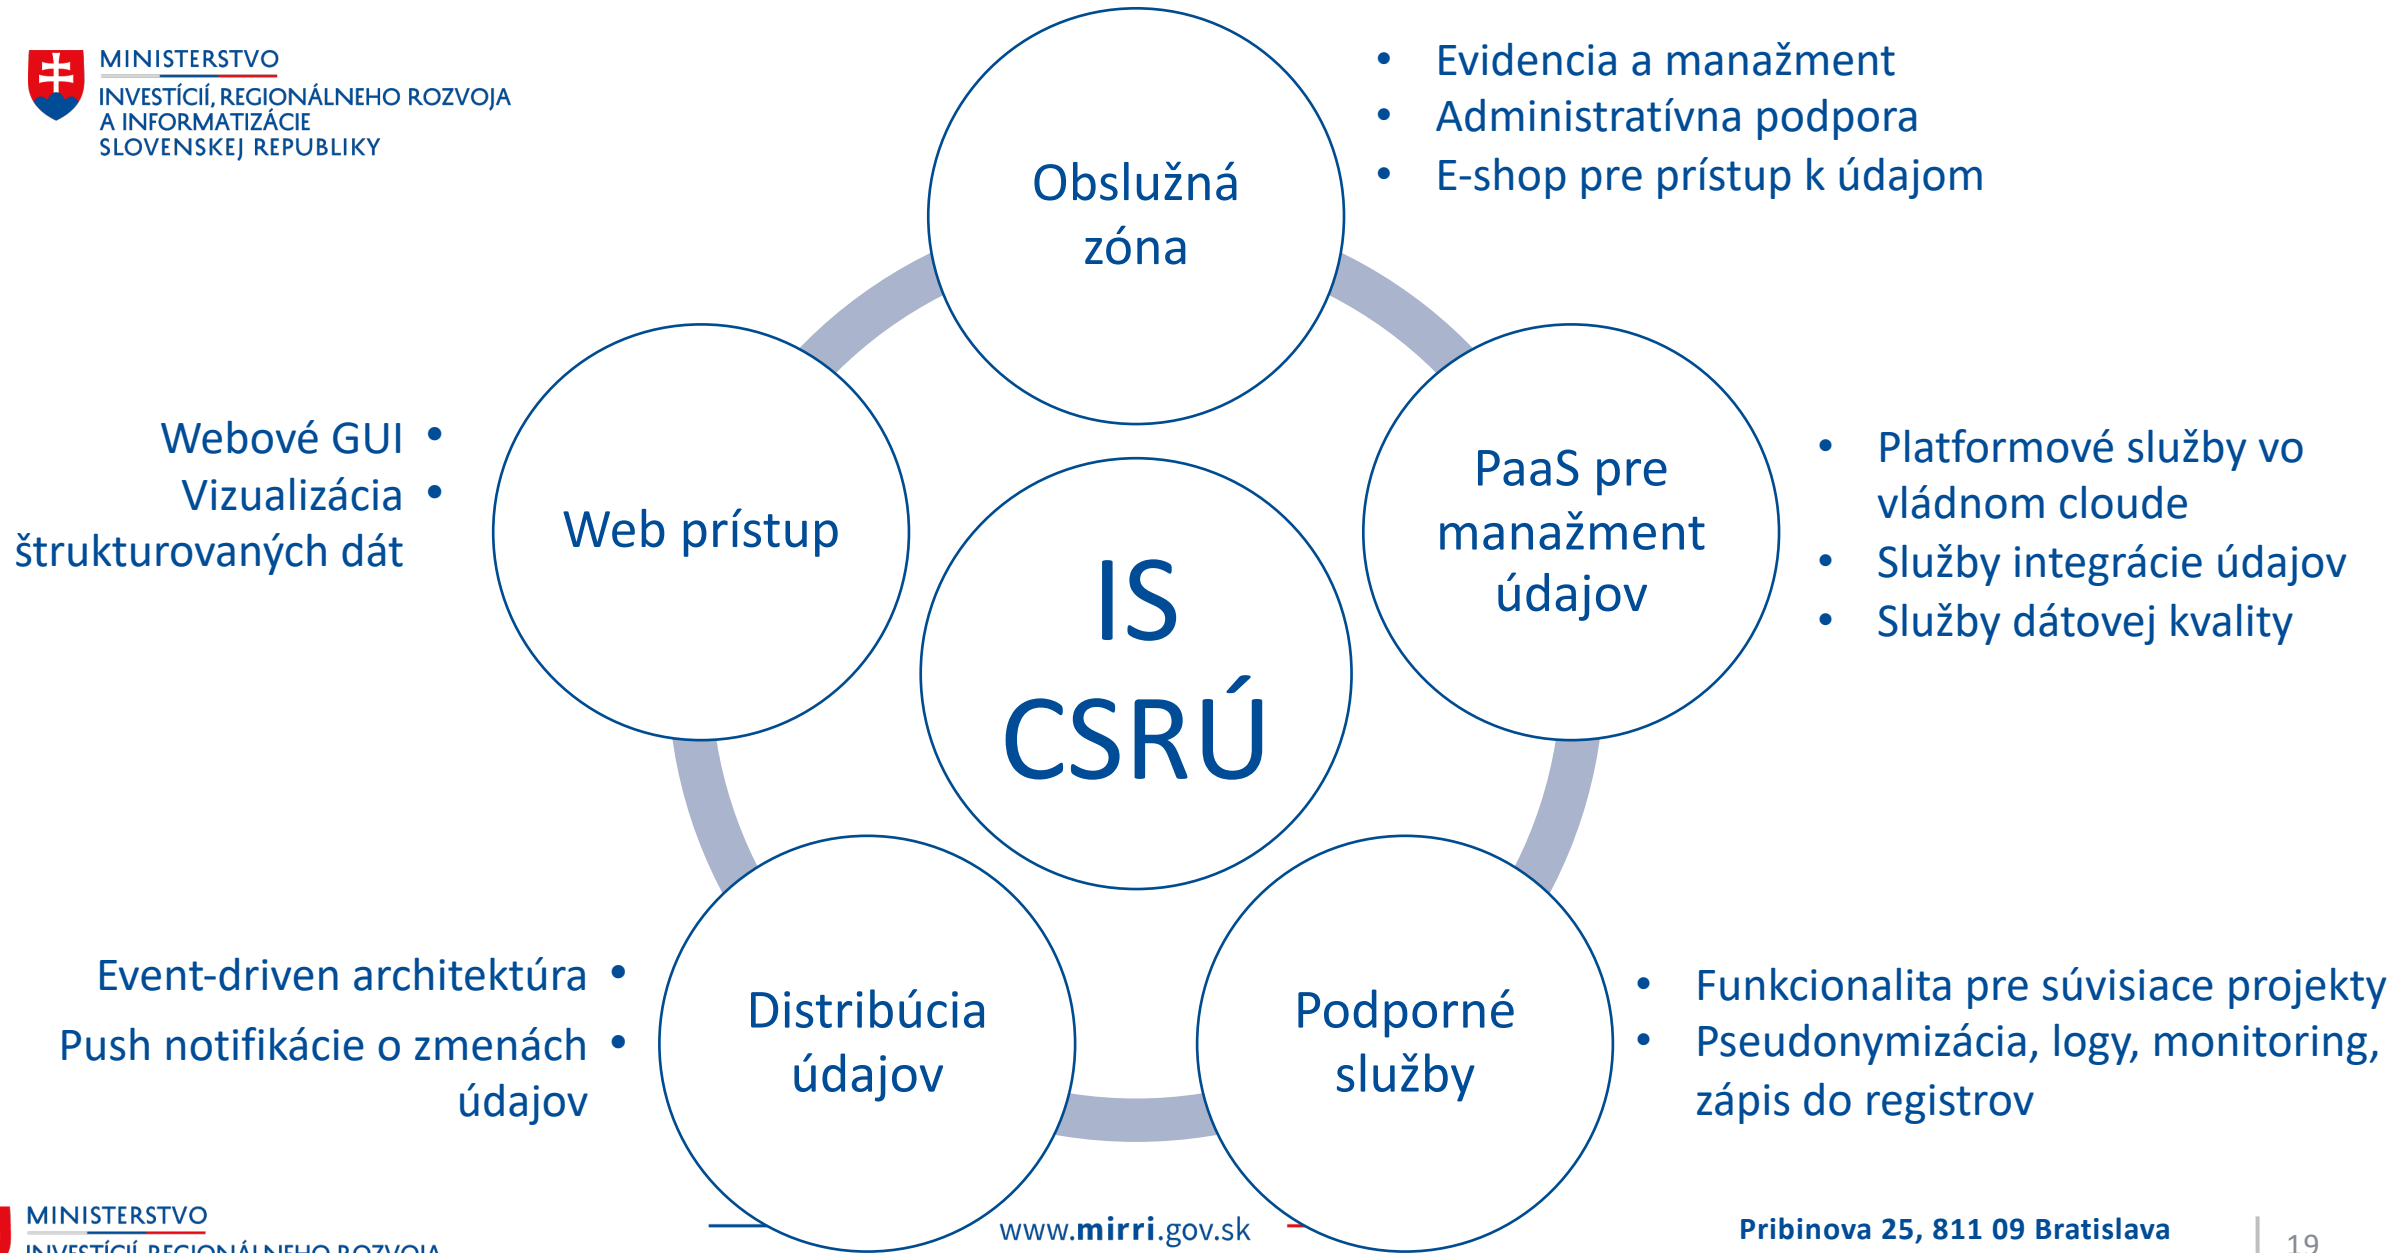 MINISTERSTVO
INVESTÍCIÍ, REGIONÁLNEHO ROZVOJA
A INFORMATIZÁCIE
SLOVENSKEJ REPUBLIKY
Obslužná
zóna
• Evidencia a manažment
• Administratívna podpora
• E-shop pre prístup k údajom
Webové GUI •
Vizualizácia •
štrukturovaných dát
Web prístup
PaaS pre
manažment
údajov
• Platformové služby vo
vládnom cloude
• Služby integrácie údajov
• Služby dátovej kvality
IS
CSRÚ
Event-driven architektúra •
Push notifikácie o zmenách •
údajov
Distribúcia
údajov
Podporné
služby
• Funkcionalita pre súvisiace projekty
• Pseudonymizácia, logy, monitoring,
zápis do registrov
MINISTERSTVO
INVESTÍCIÍ, REGIONÁLNEHO ROZVOJA
www.mirri.gov.sk
Pribinova 25, 811 09 Bratislava
19